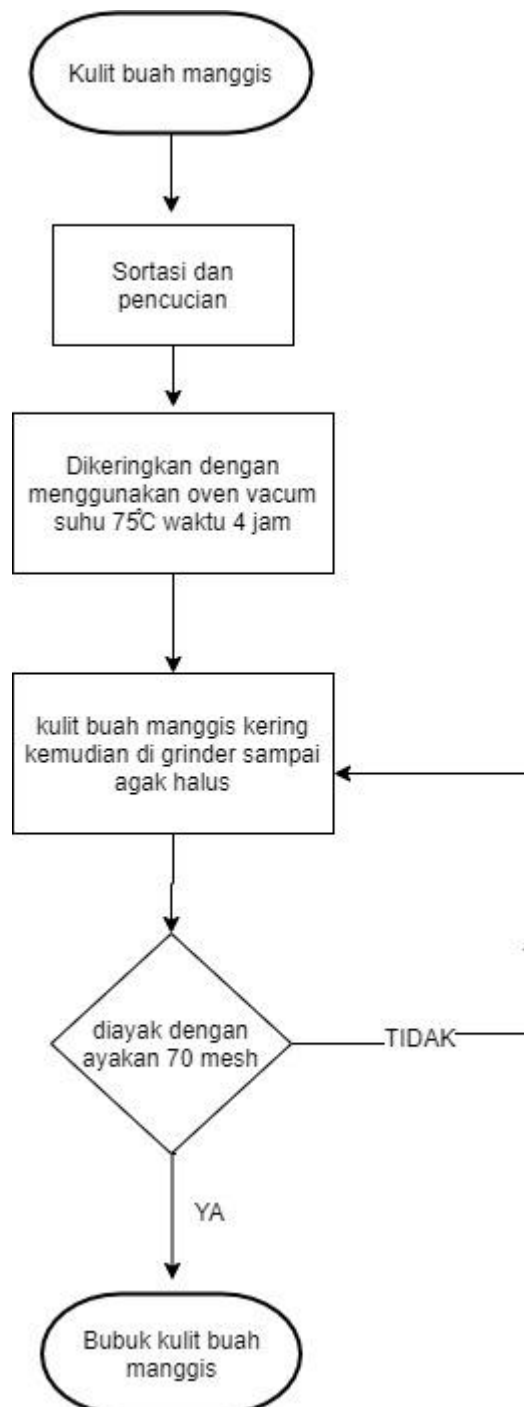 Kulit buah manggis
Sortasi dan
pencucian
Dikeringkan dengan
menggunakan oven vacum
suhu 75°C waktu 4 jam
kulit buah manggis kering
kemudian di grinder sampai
agak halus
diayak dengan
ayakan 70 mesh
TIDAK
YA
Bubuk kulit buah
manggis